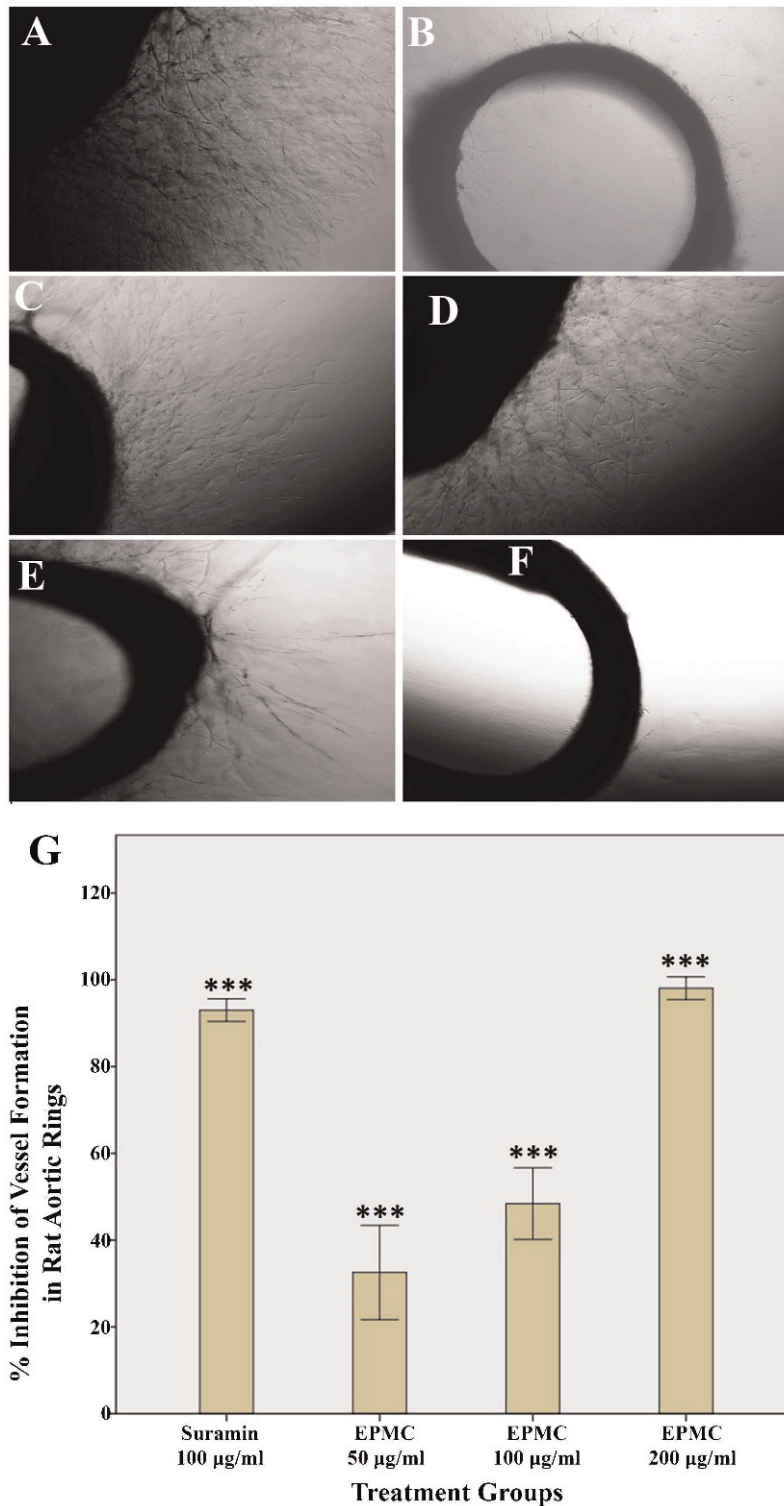 A
B
C
D
E
F
G
120
100
80
60
40
20
0
% Inhibition of Vessel Formation
in Rat Aortic Rings
***
***
***
***
Suramin
100 µg/ml
EPMC
50 µg/ml
EPMC
100 µg/ml
EPMC
200 µg/ml
Treatment Groups